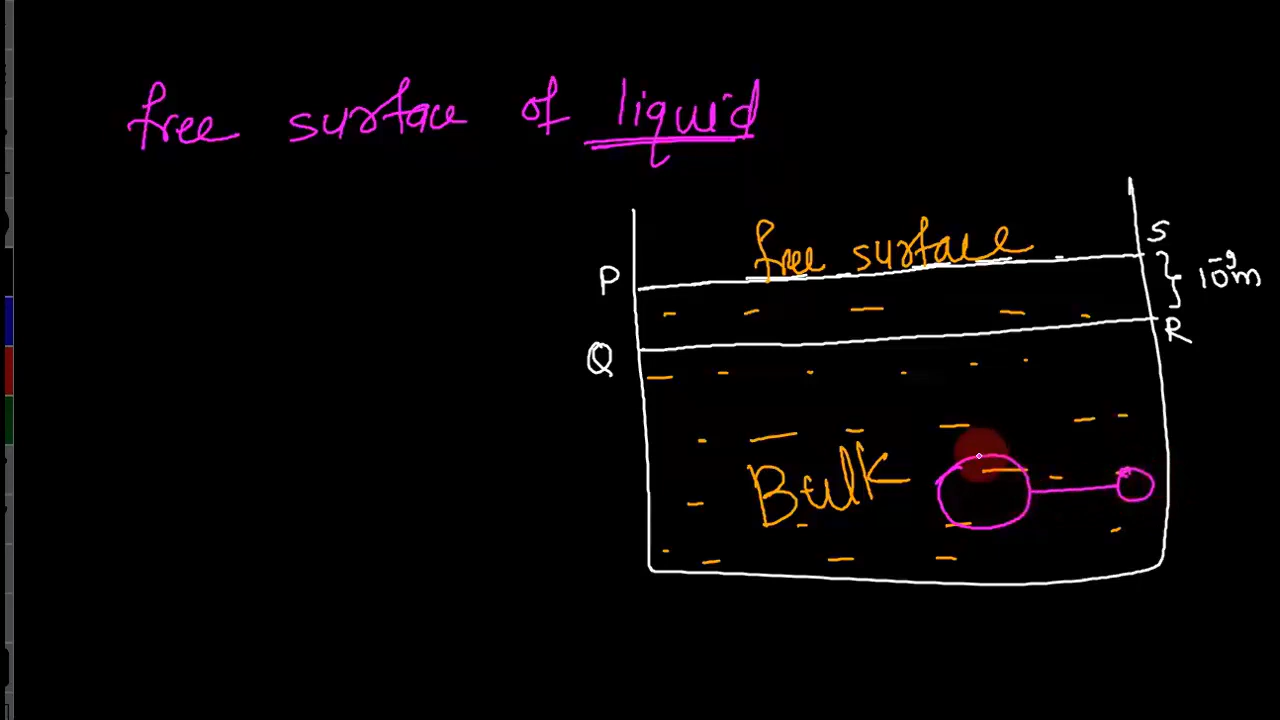 free surface of liquid
free surface
S
P
10⁻⁹m
R
Q
Bulk